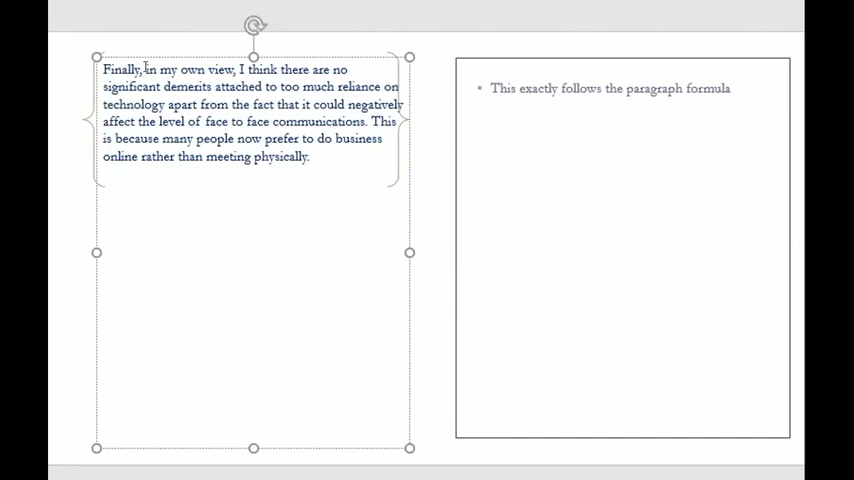 Finally, in my own view, I think there are no
significant demerits attached to too much reliance on
technology apart from the fact that it could negatively
affect the level of face to face communications. This
is because many people now prefer to do business
online rather than meeting physically.
• This exactly follows the paragraph formula